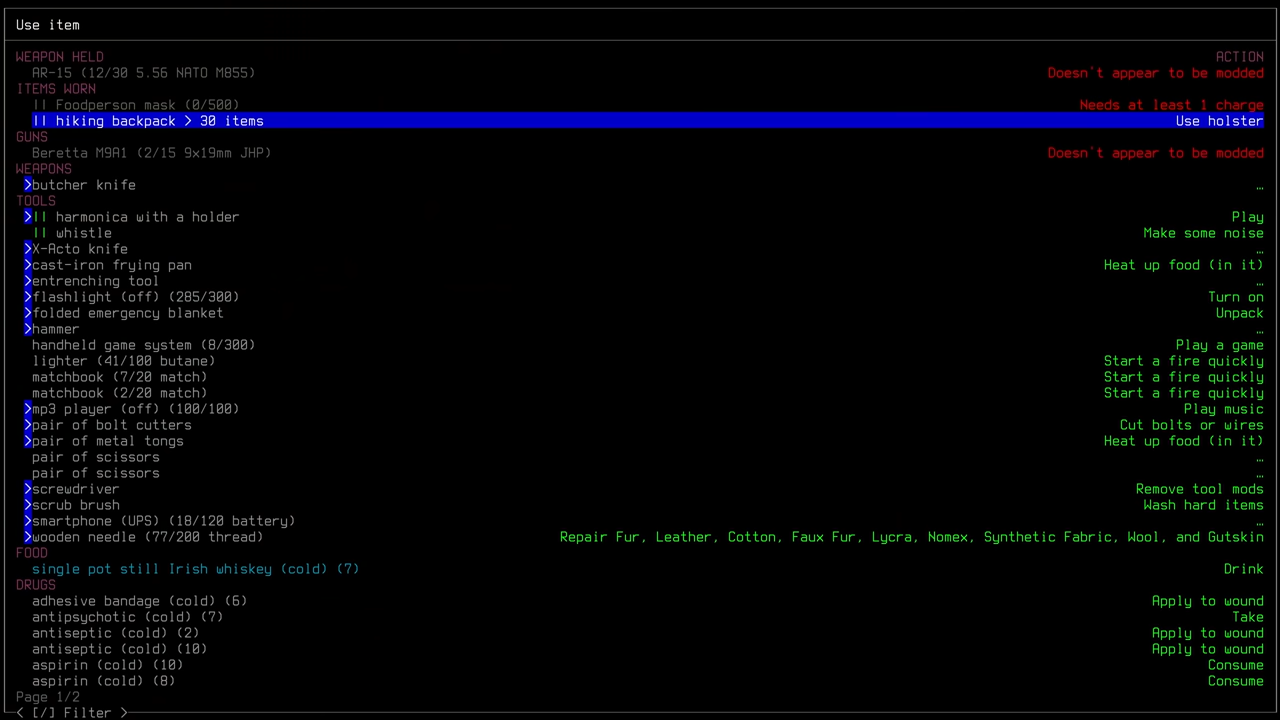 Use item
WEAPON HELD ACTION
AR-15 (12/30 5.56 NATO M855) Doesn't appear to be modded
ITEMS WORN
|| Foodperson mask (0/500) Needs at least 1 charge
|| hiking backpack > 30 items Use holster
GUNS
Beretta M9A1 (2/15 9x19mm JHP) Doesn't appear to be modded
WEAPONS
>butcher knife …
TOOLS
>|| harmonica with a holder Play
|| whistle Make some noise
>X-Acto knife …
>cast-iron frying pan Heat up food (in it)
>entrenching tool …
>flashlight (off) (285/300) Turn on
>folded emergency blanket Unpack
>hammer …
handheld game system (8/300) Play a game
lighter (41/100 butane) Start a fire quickly
matchbook (7/20 match) Start a fire quickly
matchbook (2/20 match) Start a fire quickly
>mp3 player (off) (100/100) Play music
>pair of bolt cutters Cut bolts or wires
>pair of metal tongs Heat up food (in it)
pair of scissors …
pair of scissors …
>screwdriver Remove tool mods
>scrub brush Wash hard items
>smartphone (UPS) (18/120 battery) …
>wooden needle (77/200 thread) Repair Fur, Leather, Cotton, Faux Fur, Lycra, Nomex, Synthetic Fabric, Wool, and Gutskin
FOOD
single pot still Irish whiskey (cold) (7) Drink
DRUGS
adhesive bandage (cold) (6) Apply to wound
antipsychotic (cold) (7) Take
antiseptic (cold) (2) Apply to wound
antiseptic (cold) (10) Apply to wound
aspirin (cold) (10) Consume
aspirin (cold) (8) Consume
Page 1/2
< [/] Filter >